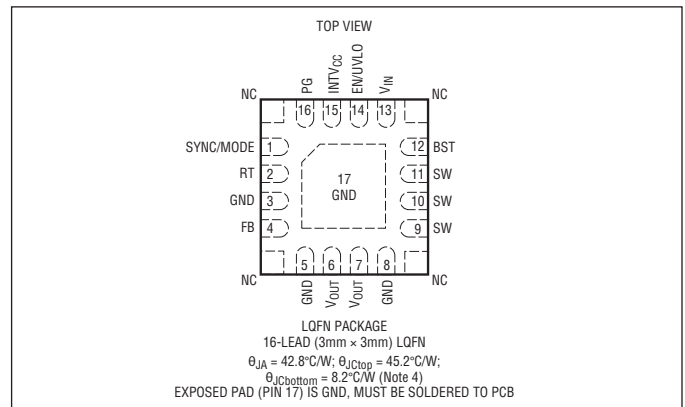 TOP VIEW
PG
INTVCC
EN/UVLO
VIN
NC
NC
16
15
14
13
SYNC/MODE 1
12 BST
RT 2
11 SW
17
GND
GND 3
10 SW
FB 4
9 SW
5
6
7
8
NC
NC
GND
VOUT
VOUT
GND
LQFN PACKAGE
16-LEAD (3mm × 3mm) LQFN
θJA = 42.8°C/W; θJCtop = 45.2°C/W;
θJCbottom = 8.2°C/W (Note 4)
EXPOSED PAD (PIN 17) IS GND, MUST BE SOLDERED TO PCB